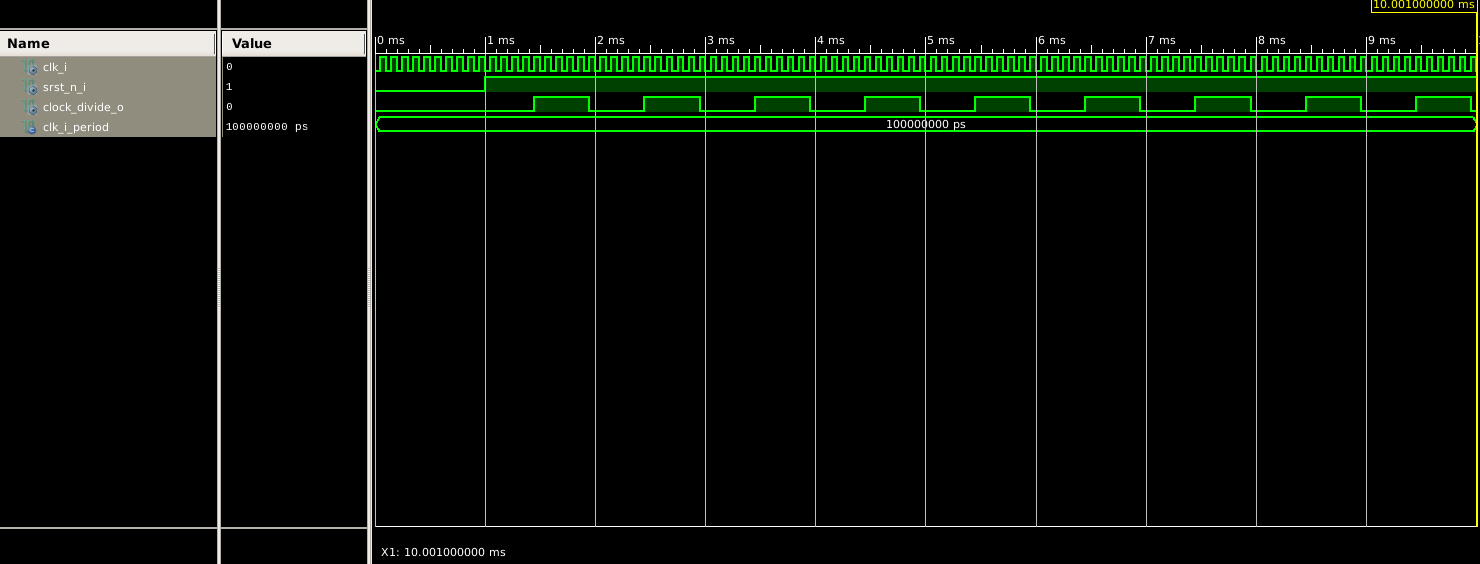 10.001000000 ms
Name Value 0 ms 1 ms 2 ms 3 ms 4 ms 5 ms 6 ms 7 ms 8 ms 9 ms
clk_i 0
srst_n_i 1
clock_divide_o 0
clk_i_period 100000000 ps 100000000 ps
X1: 10.001000000 ms